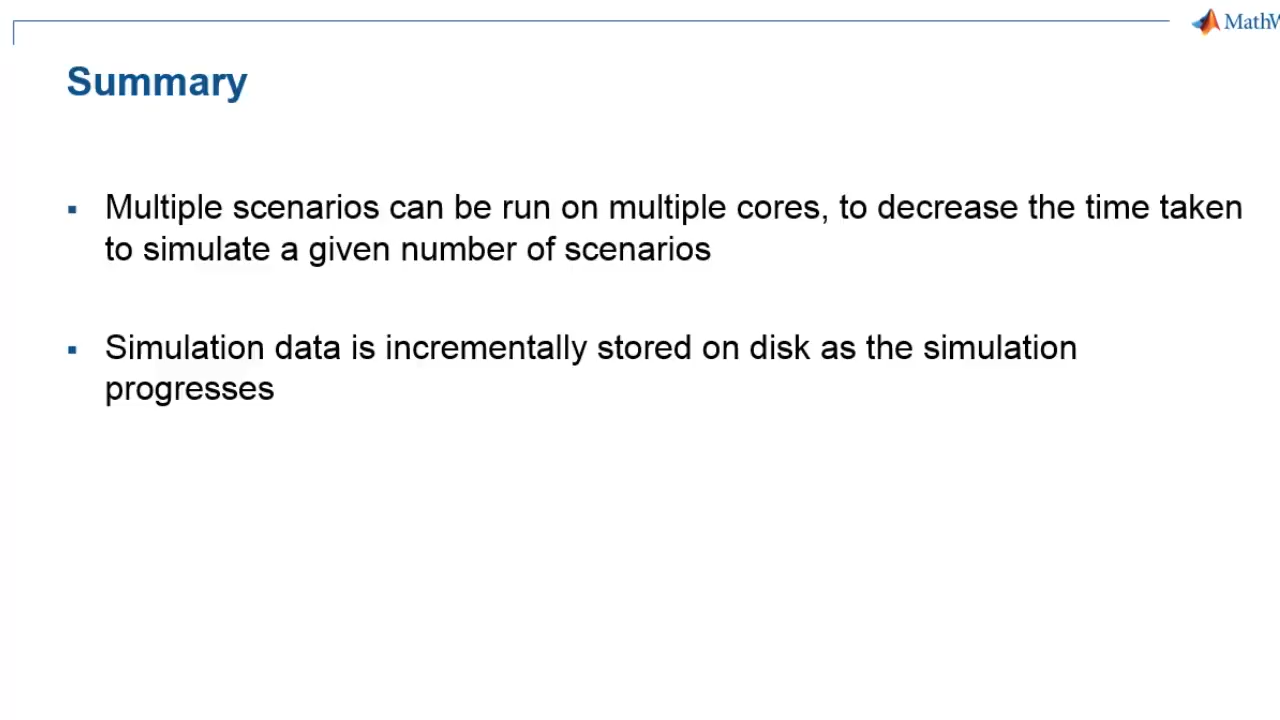 MathW
Summary
▪ Multiple scenarios can be run on multiple cores, to decrease the time taken
to simulate a given number of scenarios
▪ Simulation data is incrementally stored on disk as the simulation
progresses